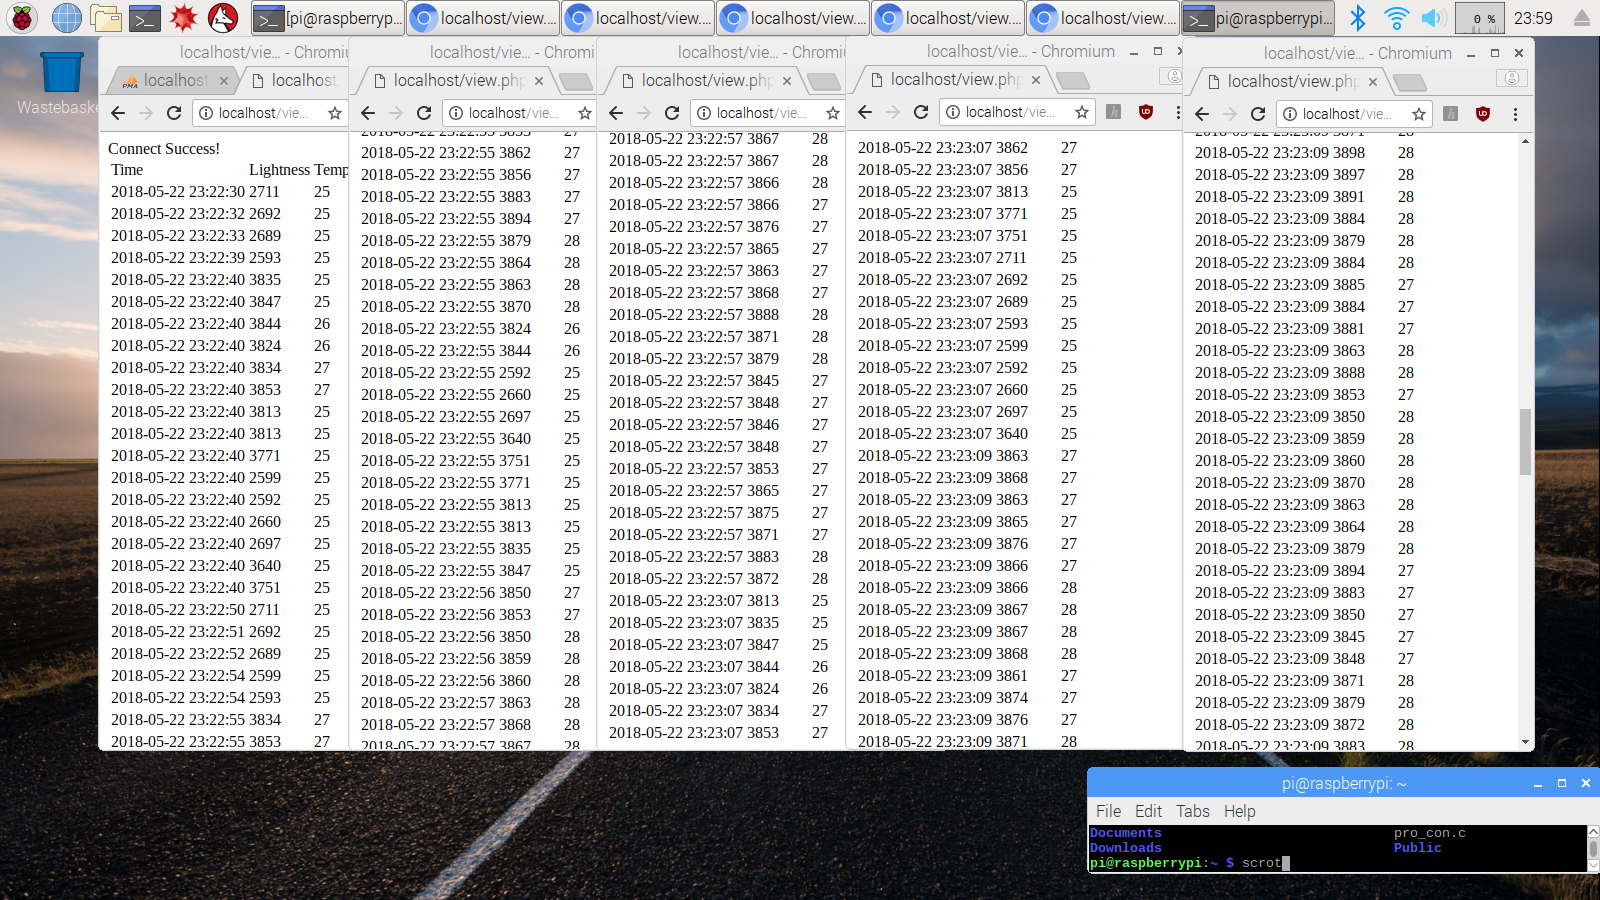 [pi@raspberryp...
localhost/view....
localhost/view....
localhost/view....
localhost/view....
localhost/view....
pi@raspberrypi...
0 %
23:59
Wastebaske
localhost/vie... - Chromiu
PMA
localhost
localhost
localhost/vie...
Connect Success!
Time Lightness Temp
2018-05-22 23:22:30 2711 25
2018-05-22 23:22:32 2692 25
2018-05-22 23:22:33 2689 25
2018-05-22 23:22:39 2593 25
2018-05-22 23:22:40 3835 25
2018-05-22 23:22:40 3847 25
2018-05-22 23:22:40 3844 26
2018-05-22 23:22:40 3824 26
2018-05-22 23:22:40 3834 27
2018-05-22 23:22:40 3853 27
2018-05-22 23:22:40 3813 25
2018-05-22 23:22:40 3813 25
2018-05-22 23:22:40 3771 25
2018-05-22 23:22:40 2599 25
2018-05-22 23:22:40 2592 25
2018-05-22 23:22:40 2660 25
2018-05-22 23:22:40 2697 25
2018-05-22 23:22:40 3640 25
2018-05-22 23:22:40 3751 25
2018-05-22 23:22:50 2711 25
2018-05-22 23:22:51 2692 25
2018-05-22 23:22:52 2689 25
2018-05-22 23:22:54 2599 25
2018-05-22 23:22:54 2593 25
2018-05-22 23:22:55 3834 27
2018-05-22 23:22:55 3853 27
localhost/vie... - Chromi
localhost/view.php
localhost/vie...
2018-05-22 23:22:55 3853 27
2018-05-22 23:22:55 3862 27
2018-05-22 23:22:55 3856 27
2018-05-22 23:22:55 3883 27
2018-05-22 23:22:55 3894 27
2018-05-22 23:22:55 3879 28
2018-05-22 23:22:55 3864 28
2018-05-22 23:22:55 3863 28
2018-05-22 23:22:55 3870 28
2018-05-22 23:22:55 3824 26
2018-05-22 23:22:55 3844 26
2018-05-22 23:22:55 2592 25
2018-05-22 23:22:55 2660 25
2018-05-22 23:22:55 2697 25
2018-05-22 23:22:55 3640 25
2018-05-22 23:22:55 3751 25
2018-05-22 23:22:55 3771 25
2018-05-22 23:22:55 3813 25
2018-05-22 23:22:55 3813 25
2018-05-22 23:22:55 3835 25
2018-05-22 23:22:55 3847 25
2018-05-22 23:22:56 3850 27
2018-05-22 23:22:56 3853 27
2018-05-22 23:22:56 3850 28
2018-05-22 23:22:56 3859 28
2018-05-22 23:22:56 3860 28
2018-05-22 23:22:57 3863 28
2018-05-22 23:22:57 3868 28
2018-05-22 23:22:57 3867 28
localhost/vie... - Chromiu
localhost/view.php
localhost/vie...
2018-05-22 23:22:57 3867 28
2018-05-22 23:22:57 3867 28
2018-05-22 23:22:57 3866 28
2018-05-22 23:22:57 3866 27
2018-05-22 23:22:57 3876 27
2018-05-22 23:22:57 3865 27
2018-05-22 23:22:57 3863 27
2018-05-22 23:22:57 3868 27
2018-05-22 23:22:57 3888 28
2018-05-22 23:22:57 3871 28
2018-05-22 23:22:57 3879 28
2018-05-22 23:22:57 3845 27
2018-05-22 23:22:57 3848 27
2018-05-22 23:22:57 3846 27
2018-05-22 23:22:57 3848 27
2018-05-22 23:22:57 3853 27
2018-05-22 23:22:57 3865 27
2018-05-22 23:22:57 3875 27
2018-05-22 23:22:57 3871 27
2018-05-22 23:22:57 3883 28
2018-05-22 23:22:57 3872 28
2018-05-22 23:23:07 3813 25
2018-05-22 23:23:07 3835 25
2018-05-22 23:23:07 3847 25
2018-05-22 23:23:07 3844 26
2018-05-22 23:23:07 3824 26
2018-05-22 23:23:07 3834 27
2018-05-22 23:23:07 3853 27
localhost/vie... - Chromium
localhost/view.php
localhost/vie...
2018-05-22 23:23:07 3862 27
2018-05-22 23:23:07 3856 27
2018-05-22 23:23:07 3813 25
2018-05-22 23:23:07 3771 25
2018-05-22 23:23:07 3751 25
2018-05-22 23:23:07 2711 25
2018-05-22 23:23:07 2692 25
2018-05-22 23:23:07 2689 25
2018-05-22 23:23:07 2593 25
2018-05-22 23:23:07 2599 25
2018-05-22 23:23:07 2592 25
2018-05-22 23:23:07 2660 25
2018-05-22 23:23:07 2697 25
2018-05-22 23:23:07 3640 25
2018-05-22 23:23:09 3863 27
2018-05-22 23:23:09 3868 27
2018-05-22 23:23:09 3863 27
2018-05-22 23:23:09 3865 27
2018-05-22 23:23:09 3876 27
2018-05-22 23:23:09 3866 27
2018-05-22 23:23:09 3866 28
2018-05-22 23:23:09 3867 28
2018-05-22 23:23:09 3867 28
2018-05-22 23:23:09 3868 28
2018-05-22 23:23:09 3861 27
2018-05-22 23:23:09 3874 27
2018-05-22 23:23:09 3876 27
2018-05-22 23:23:09 3871 28
localhost/vie... - Chromium
localhost/view.php
localhost/vie...
2018-05-22 23:23:09 3871 28
2018-05-22 23:23:09 3898 28
2018-05-22 23:23:09 3897 28
2018-05-22 23:23:09 3891 28
2018-05-22 23:23:09 3884 28
2018-05-22 23:23:09 3879 28
2018-05-22 23:23:09 3884 28
2018-05-22 23:23:09 3885 27
2018-05-22 23:23:09 3884 27
2018-05-22 23:23:09 3881 27
2018-05-22 23:23:09 3863 28
2018-05-22 23:23:09 3888 28
2018-05-22 23:23:09 3853 27
2018-05-22 23:23:09 3850 28
2018-05-22 23:23:09 3859 28
2018-05-22 23:23:09 3860 28
2018-05-22 23:23:09 3870 28
2018-05-22 23:23:09 3863 28
2018-05-22 23:23:09 3864 28
2018-05-22 23:23:09 3879 28
2018-05-22 23:23:09 3894 27
2018-05-22 23:23:09 3883 27
2018-05-22 23:23:09 3850 27
2018-05-22 23:23:09 3845 27
2018-05-22 23:23:09 3848 27
2018-05-22 23:23:09 3871 28
2018-05-22 23:23:09 3879 28
2018-05-22 23:23:09 3872 28
2018-05-22 23:23:09 3883 28
pi@raspberrypi: ~
File Edit Tabs Help
Documents pro_con.c
Downloads Public
pi@raspberrypi:~ $ scrot